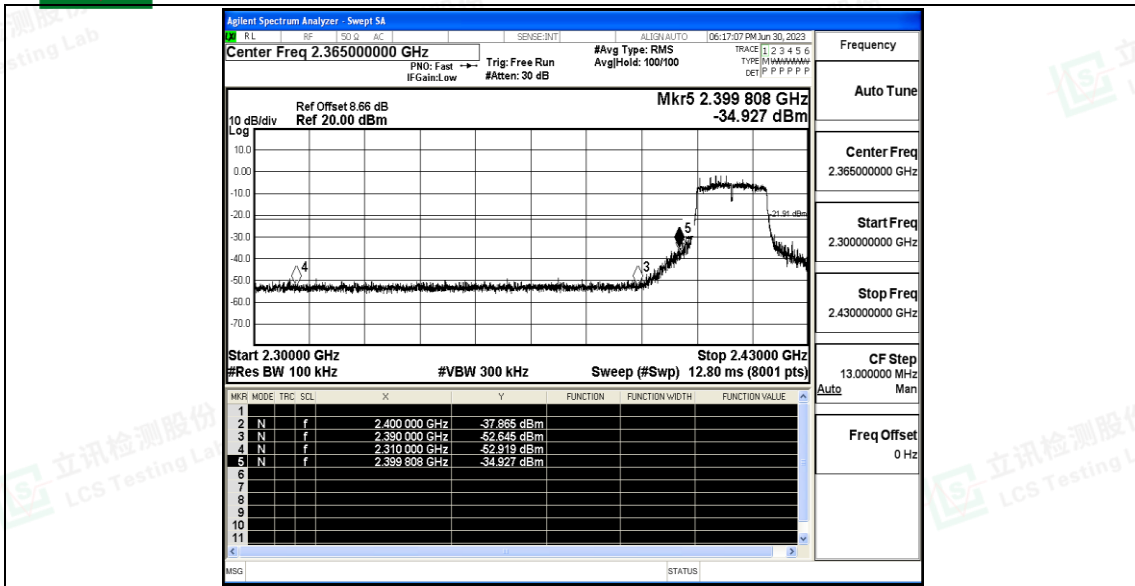 Agilent Spectrum Analyzer - Swept SA
RL RF 50 Ω AC SENSE:INT ALIGNAUTO 06:17:07 PM Jun 30, 2023
Center Freq 2.365000000 GHz
PNO: Fast
IFGain:Low
Trig: Free Run
#Atten: 30 dB
#Avg Type: RMS
Avg|Hold: 100/100
TRACE 1 2 3 4 5 6
TYPE M
DET P P P P P P
Ref Offset 8.66 dB
Ref 20.00 dBm
10 dB/div
Log
Mkr5 2.399 808 GHz
-34.927 dBm
10.0
0.00
-10.0
-20.0
-30.0
-40.0
-50.0
-60.0
-70.0
-21.91 dBm
4
3
5
Start 2.30000 GHz
Stop 2.43000 GHz
#Res BW 100 kHz
#VBW 300 kHz
Sweep (#Swp) 12.80 ms (8001 pts)
MKR MODE TRC SCL X Y FUNCTION FUNCTION WIDTH FUNCTION VALUE
1
2 N f 2.400 000 GHz -37.865 dBm
3 N f 2.390 000 GHz -52.645 dBm
4 N f 2.310 000 GHz -52.919 dBm
5 N f 2.399 808 GHz -34.927 dBm
6
7
8
9
10
11
MSG
STATUS
Frequency
Auto Tune
Center Freq
2.365000000 GHz
Start Freq
2.300000000 GHz
Stop Freq
2.430000000 GHz
CF Step
13.000000 MHz
Auto Man
Freq Offset
0 Hz
立讯检测股份
LCS Testing Lab
立讯检测股份
LCS Testing L